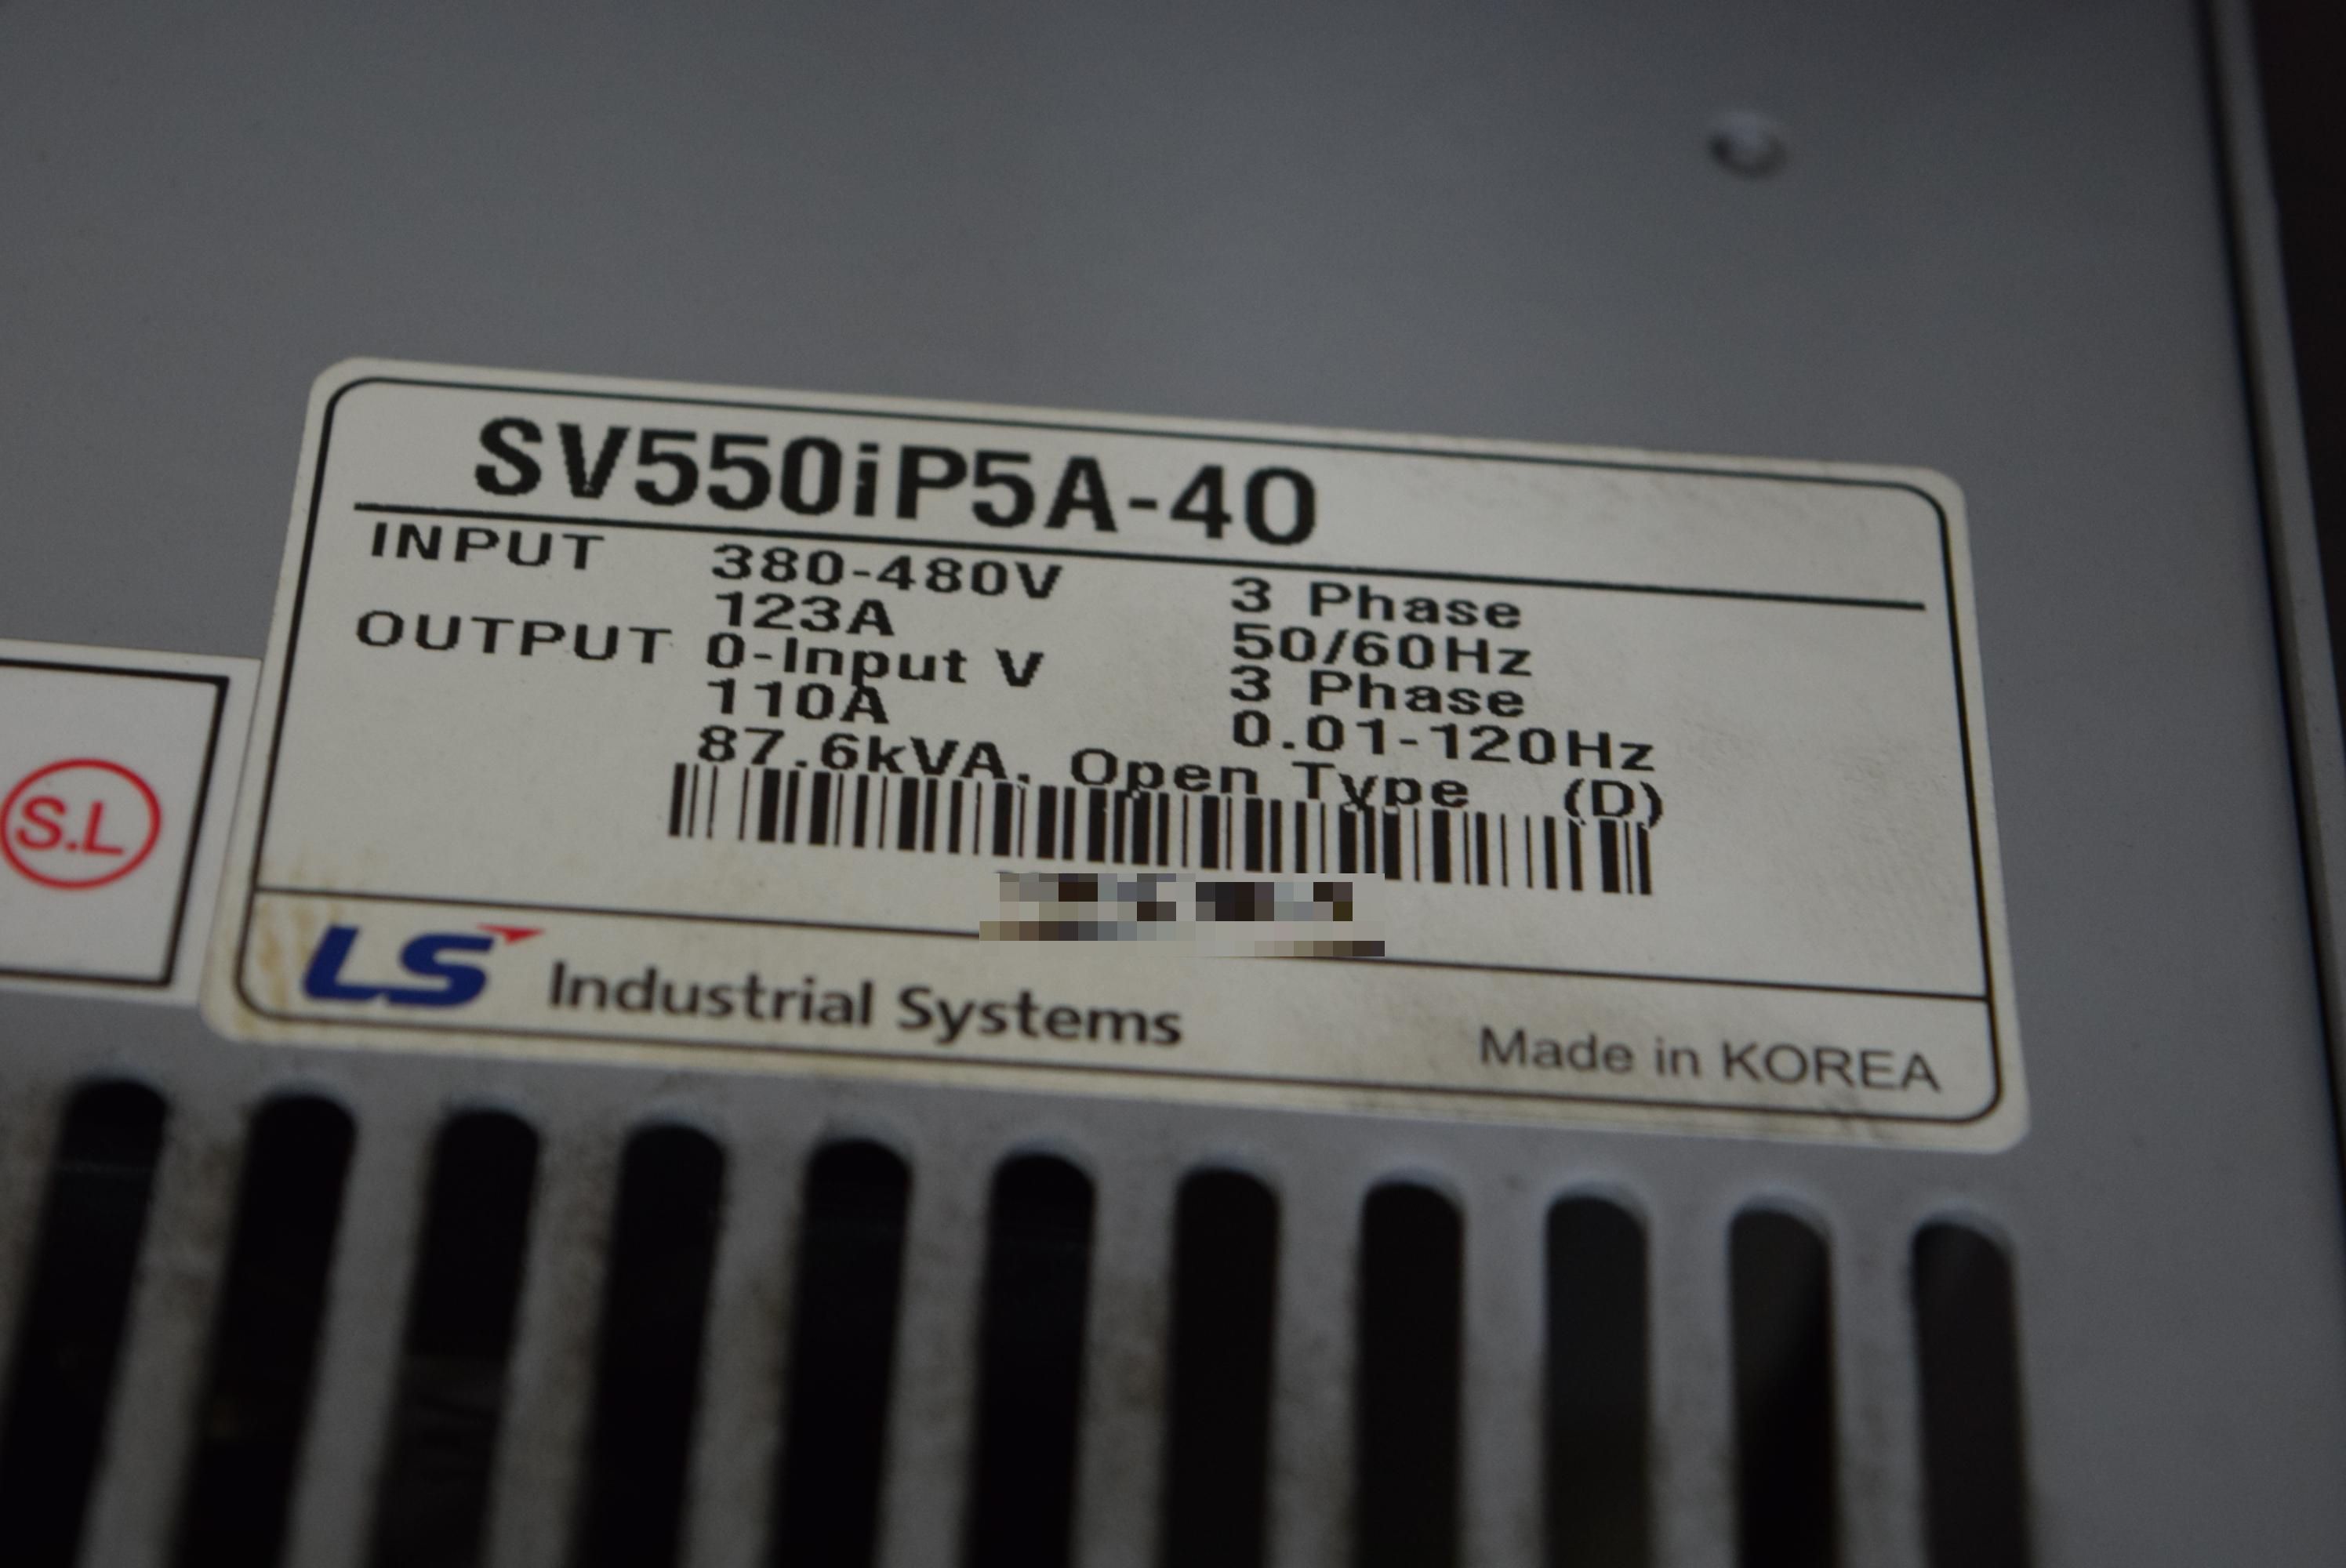 SV550iP5A-4O
INPUT 380-480V 3 Phase
123A 50/60Hz
OUTPUT 0-Input V 3 Phase
110A 0.01-120Hz
87.6kVA, Open Type (D)
S.L
LS Industrial Systems
Made in KOREA